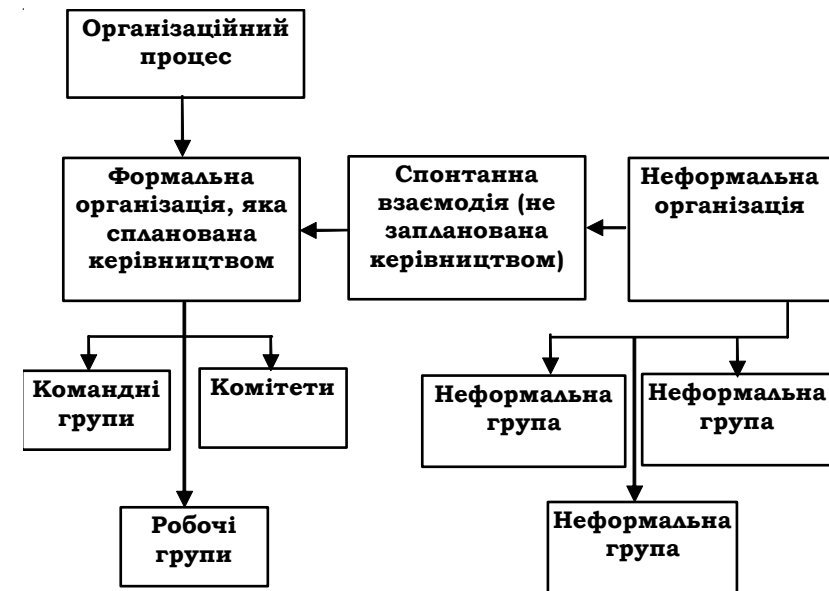 Організаційний
процес
Формальна
організація, яка
спланована
керівництвом
Спонтанна
взаємодія (не
запланована
керівництвом)
Неформальна
організація
Командні
групи
Комітети
Неформальна
група
Неформальна
група
Робочі
групи
Неформальна
група